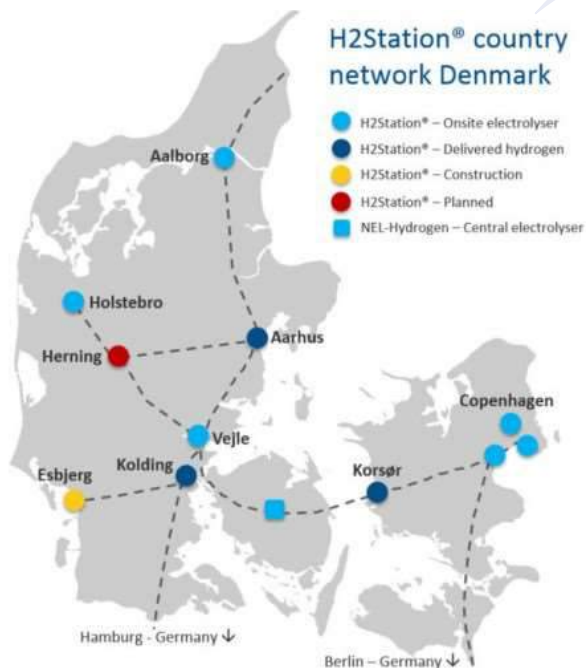 H2Station® country
network Denmark
H2Station® – Onsite electrolyser
H2Station® – Delivered hydrogen
H2Station® – Construction
H2Station® – Planned
NEL-Hydrogen – Central electrolyser
Aalborg
Holstebro
Herning
Aarhus
Copenhagen
Vejle
Kolding
Korsør
Esbjerg
Hamburg - Germany ↓
Berlin – Germany ↓